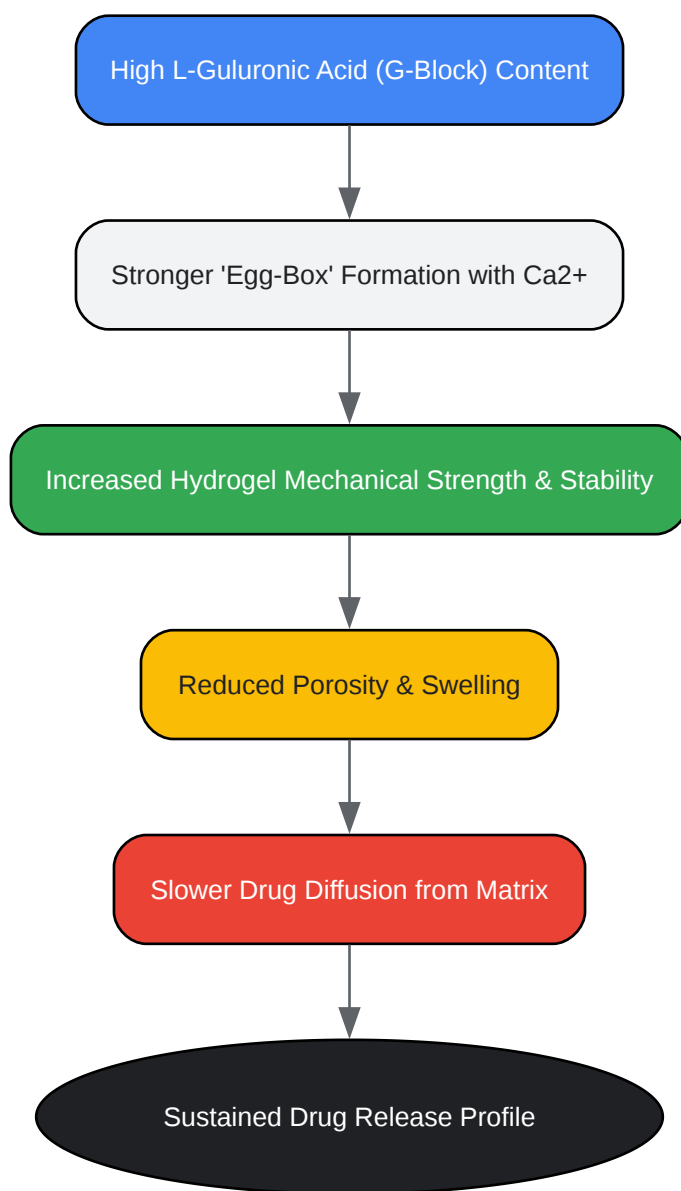 High L-Guluronic Acid (G-Block) Content
Stronger 'Egg-Box' Formation with Ca2+
Increased Hydrogel Mechanical Strength & Stability
Reduced Porosity & Swelling
Slower Drug Diffusion from Matrix
Sustained Drug Release Profile